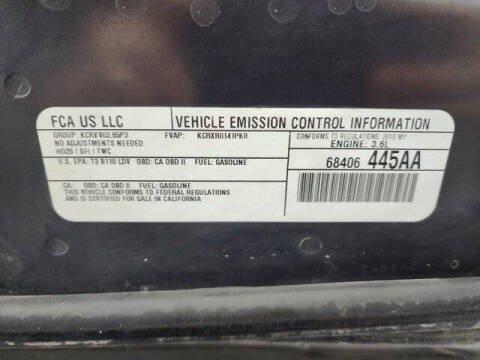 FCA US LLC
VEHICLE EMISSION CONTROL INFORMATION
GROUP: KCRXV03.65P3
EVAP: KCRXR0141PK0
CONFORMS TO REGULATIONS: 2019 MY
NO ADJUSTMENTS NEEDED
ENGINE: 3.6L
HO2S / SFI / TWC
68406 445AA
U.S. EPA: T3 B110 LDV OBD: CA OBD II FUEL: GASOLINE
CA: OBD: CA OBD II FUEL: GASOLINE
THIS VEHICLE CONFORMS TO FEDERAL REGULATIONS
AND IS CERTIFIED FOR SALE IN CALIFORNIA